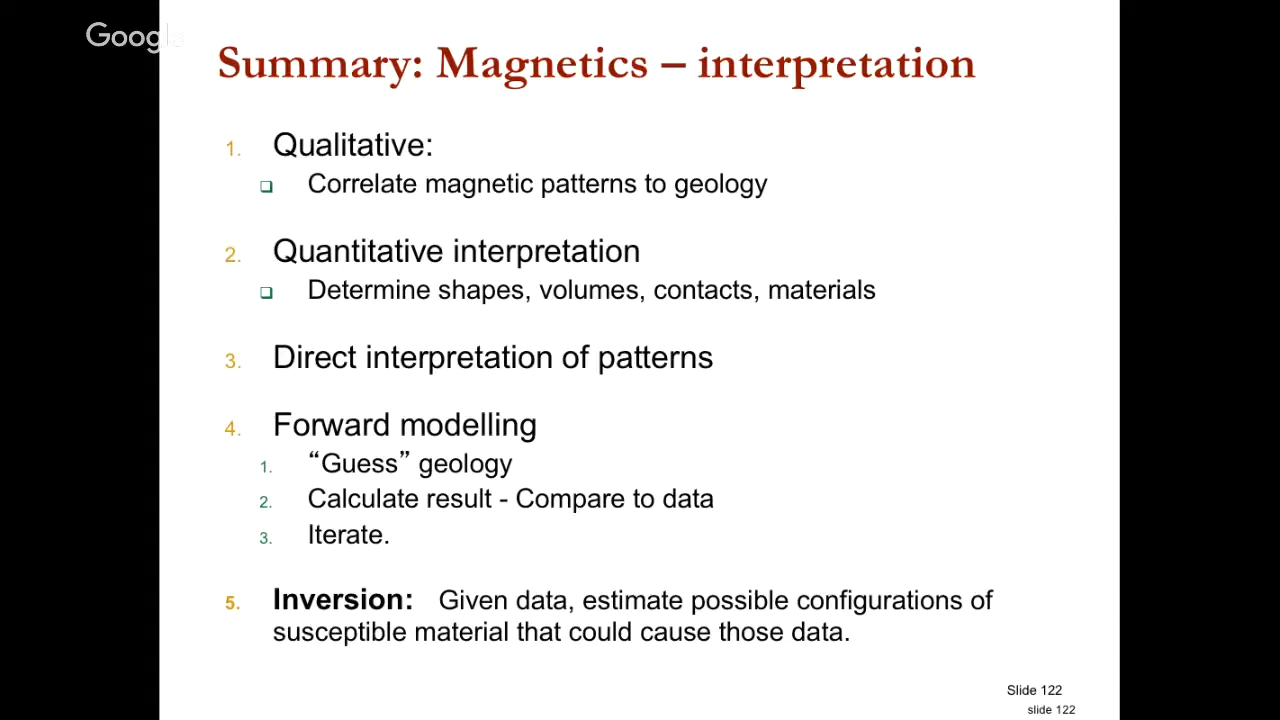 Google
Summary: Magnetics – interpretation
1. Qualitative:
❑ Correlate magnetic patterns to geology
2. Quantitative interpretation
❑ Determine shapes, volumes, contacts, materials
3. Direct interpretation of patterns
4. Forward modelling
1. “Guess” geology
2. Calculate result - Compare to data
3. Iterate.
5. Inversion: Given data, estimate possible configurations of
susceptible material that could cause those data.
Slide 122
slide 122